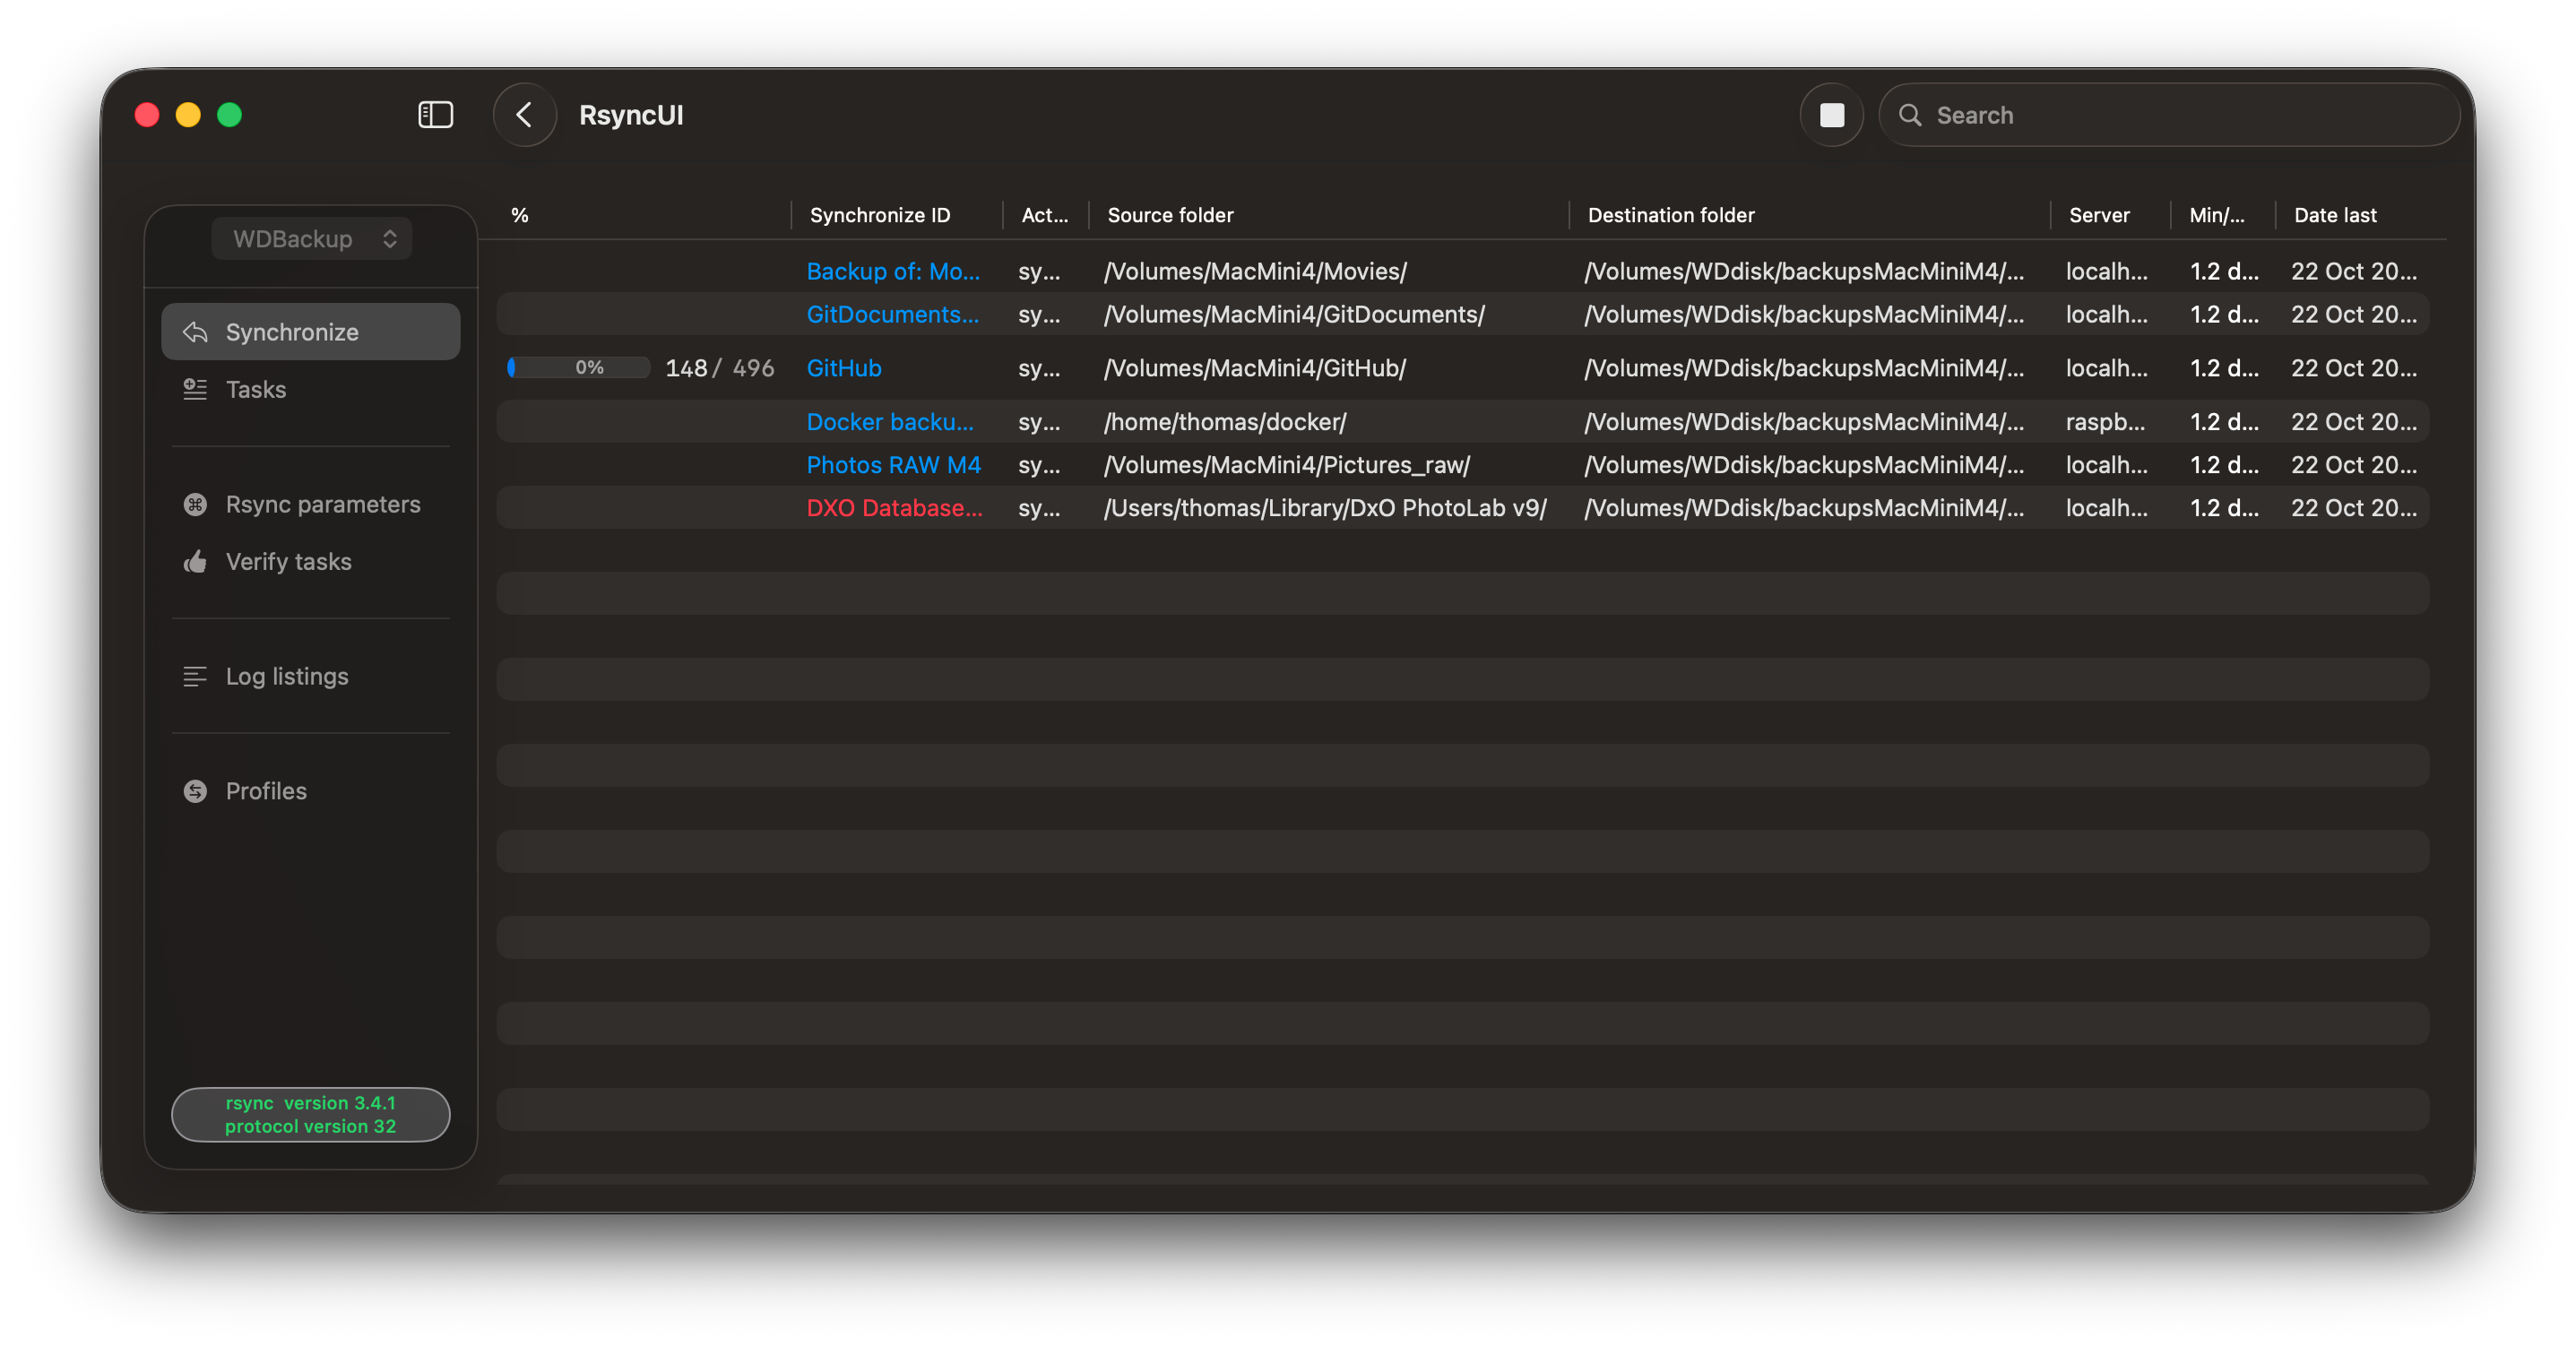 RsyncUI
Search
WDBackup
Synchronize
Tasks
Rsync parameters
Verify tasks
Log listings
Profiles
rsync  version 3.4.1
protocol version 32
% Synchronize ID Act... Source folder Destination folder Server Min/... Date last
Backup of: Mo... sy... /Volumes/MacMini4/Movies/ /Volumes/WDdisk/backupsMacMiniM4/... localh... 1.2 d... 22 Oct 20...
GitDocuments... sy... /Volumes/MacMini4/GitDocuments/ /Volumes/WDdisk/backupsMacMiniM4/... localh... 1.2 d... 22 Oct 20...
0% 148/ 496 GitHub sy... /Volumes/MacMini4/GitHub/ /Volumes/WDdisk/backupsMacMiniM4/... localh... 1.2 d... 22 Oct 20...
Docker backu... sy... /home/thomas/docker/ /Volumes/WDdisk/backupsMacMiniM4/... raspb... 1.2 d... 22 Oct 20...
Photos RAW M4 sy... /Volumes/MacMini4/Pictures_raw/ /Volumes/WDdisk/backupsMacMiniM4/... localh... 1.2 d... 22 Oct 20...
DXO Database... sy... /Users/thomas/Library/DxO PhotoLab v9/ /Volumes/WDdisk/backupsMacMiniM4/... localh... 1.2 d... 22 Oct 20...